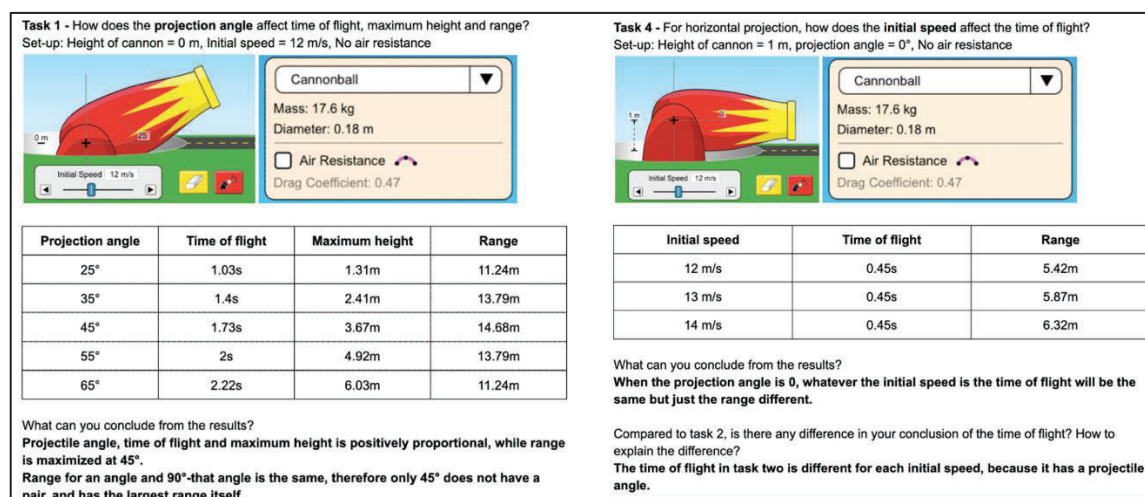 Task 1 - How does the projection angle affect time of flight, maximum height and range?
Set-up: Height of cannon = 0 m, Initial speed = 12 m/s, No air resistance
0 m
25°
Initial Speed 12 m/s
Cannonball
Mass: 17.6 kg
Diameter: 0.18 m
Air Resistance
Drag Coefficient: 0.47
Projection angle Time of flight Maximum height Range
25° 1.03s 1.31m 11.24m
35° 1.4s 2.41m 13.79m
45° 1.73s 3.67m 14.68m
55° 2s 4.92m 13.79m
65° 2.22s 6.03m 11.24m
What can you conclude from the results?
Projectile angle, time of flight and maximum height is positively proportional, while range
is maximized at 45°.
Range for an angle and 90°-that angle is the same, therefore only 45° does not have a
pair, and has the largest range itself
Task 4 - For horizontal projection, how does the initial speed affect the time of flight?
Set-up: Height of cannon = 1 m, projection angle = 0°, No air resistance
1 m
0°
Initial Speed 12 m/s
Cannonball
Mass: 17.6 kg
Diameter: 0.18 m
Air Resistance
Drag Coefficient: 0.47
Initial speed Time of flight Range
12 m/s 0.45s 5.42m
13 m/s 0.45s 5.87m
14 m/s 0.45s 6.32m
What can you conclude from the results?
When the projection angle is 0, whatever the initial speed is the time of flight will be the
same but just the range different.
Compared to task 2, is there any difference in your conclusion of the time of flight? How to
explain the difference?
The time of flight in task two is different for each initial speed, because it has a projectile
angle.